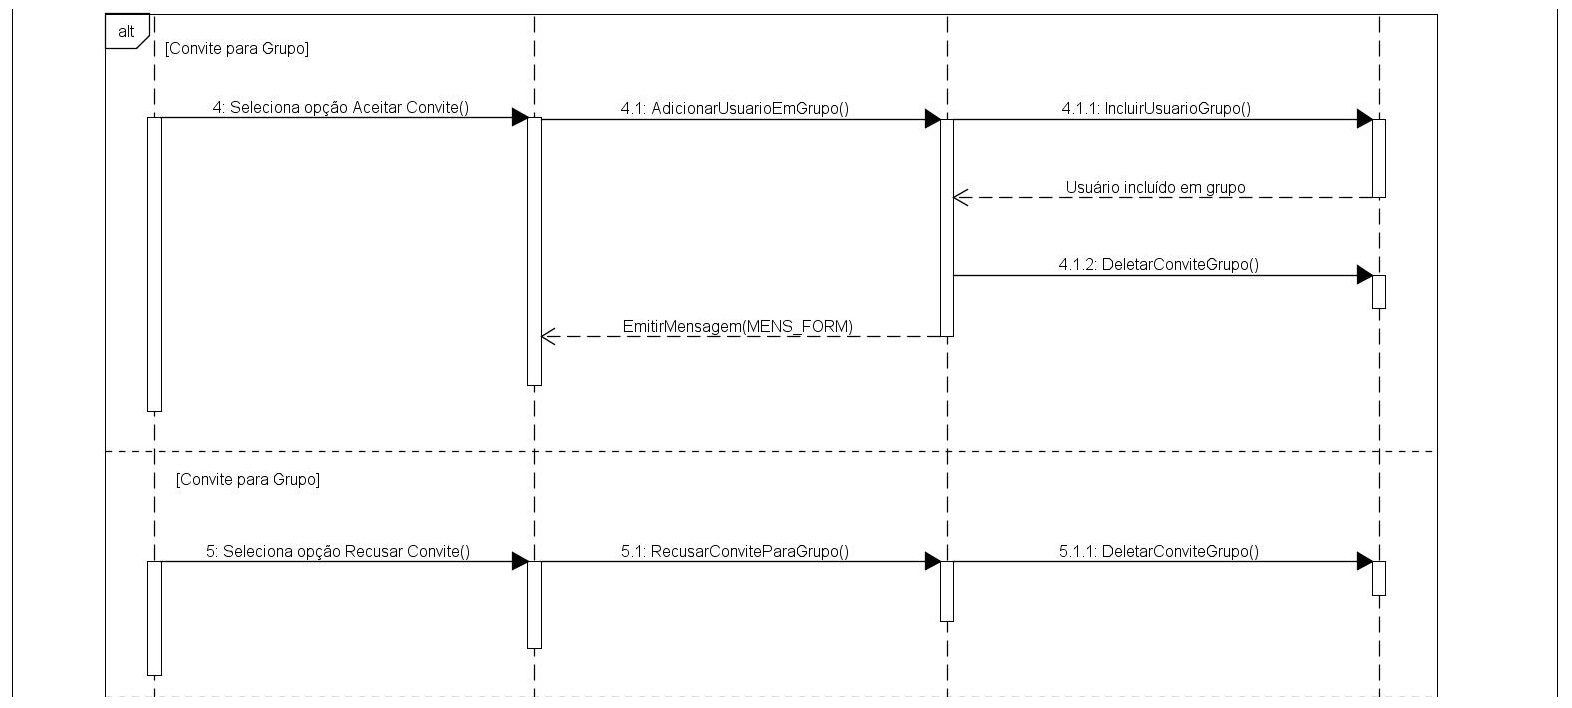 alt
[Convite para Grupo]
4: Seleciona opção Aceitar Convite()
4.1: AdicionarUsuarioEmGrupo()
4.1.1: IncluirUsuarioGrupo()
Usuário incluído em grupo
4.1.2: DeletarConviteGrupo()
EmitirMensagem(MENS_FORM)
[Convite para Grupo]
5: Seleciona opção Recusar Convite()
5.1: RecusarConviteParaGrupo()
5.1.1: DeletarConviteGrupo()